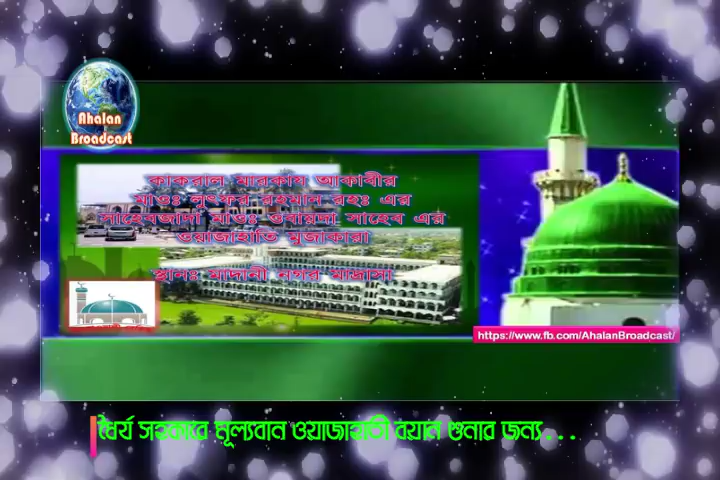 Ahalan
Broadcast
কাকরাল মারকায আকাবীর
মাওঃ লুৎফর রহমান রহঃ এর
সাহেবজাদা মাওঃ ওবায়দা সাহেব এর
ওয়াজাহাতি মুজাকারা
স্থানঃ মাদানী নগর মাদ্রাসা
https://www.fb.com/AhalanBroadcast/
ধৈর্য সহকারে মূল্যবান ওয়াজাহাতী বয়ান শুনার জন্য...